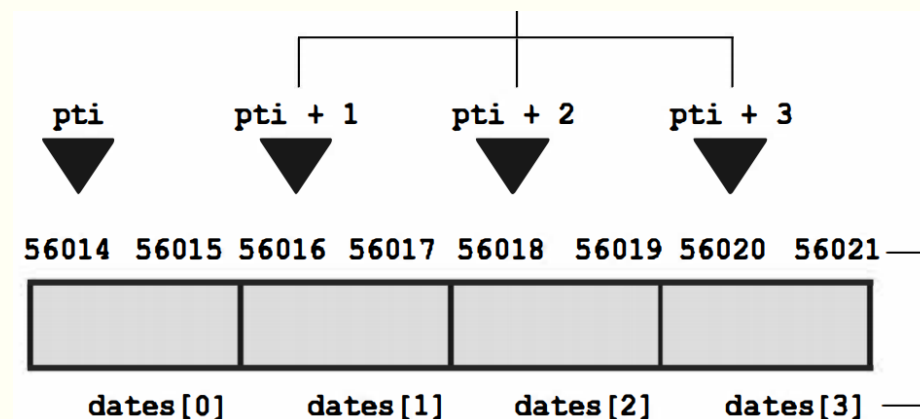 pti pti + 1 pti + 2 pti + 3
56014 56015 56016 56017 56018 56019 56020 56021
dates[0] dates[1] dates[2] dates[3]